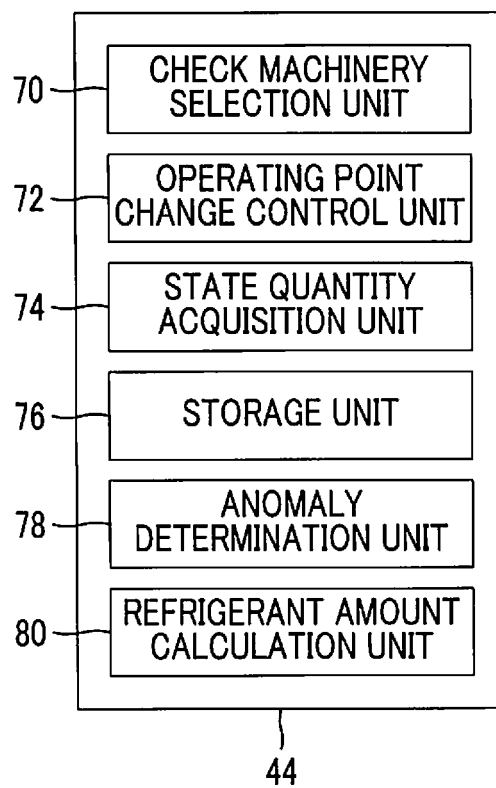 70
CHECK MACHINERY
SELECTION UNIT
72
OPERATING POINT
CHANGE CONTROL UNIT
74
STATE QUANTITY
ACQUISITION UNIT
76
STORAGE UNIT
78
ANOMALY
DETERMINATION UNIT
80
REFRIGERANT AMOUNT
CALCULATION UNIT
44